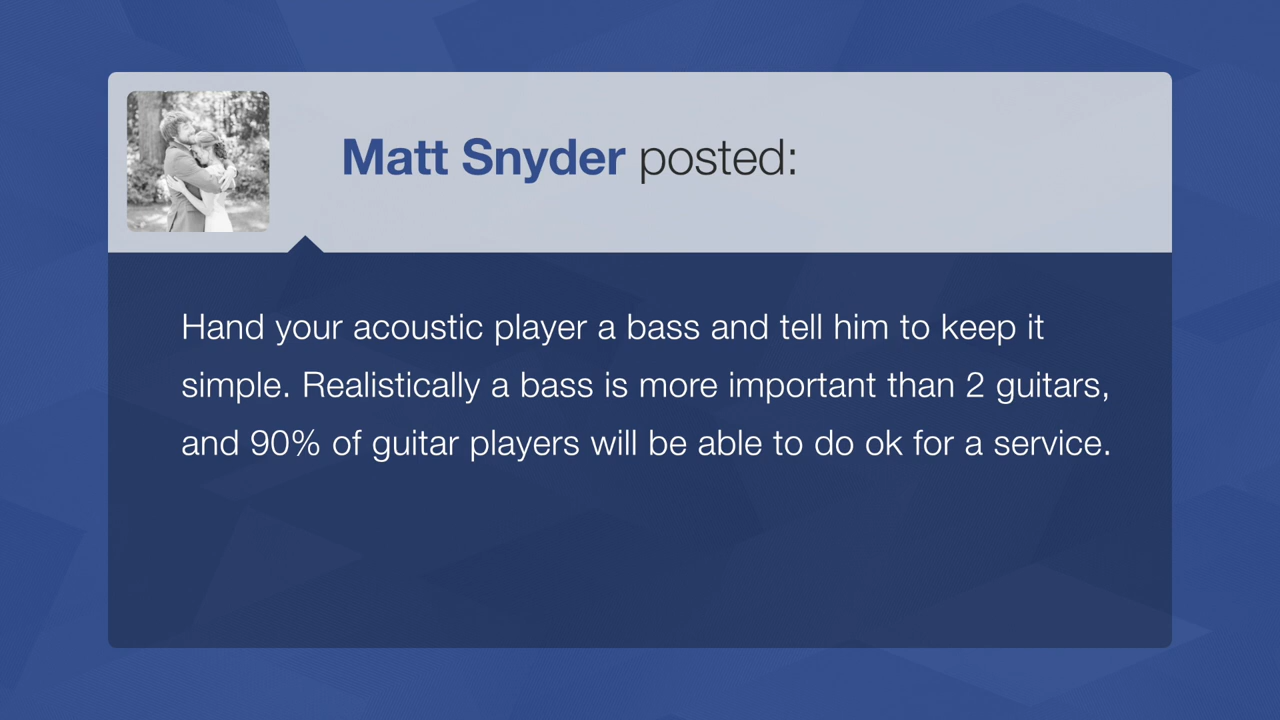 Matt Snyder posted:
Hand your acoustic player a bass and tell him to keep it
simple. Realistically a bass is more important than 2 guitars,
and 90% of guitar players will be able to do ok for a service.